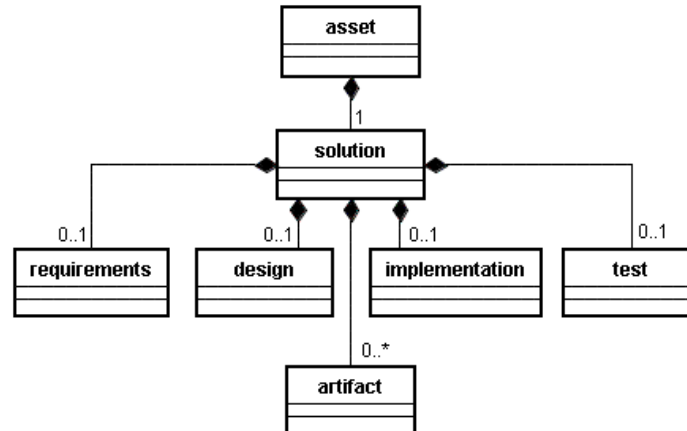 asset
1
solution
0..1
0..1
0..1
0..1
requirements
design
implementation
test
0..*
artifact